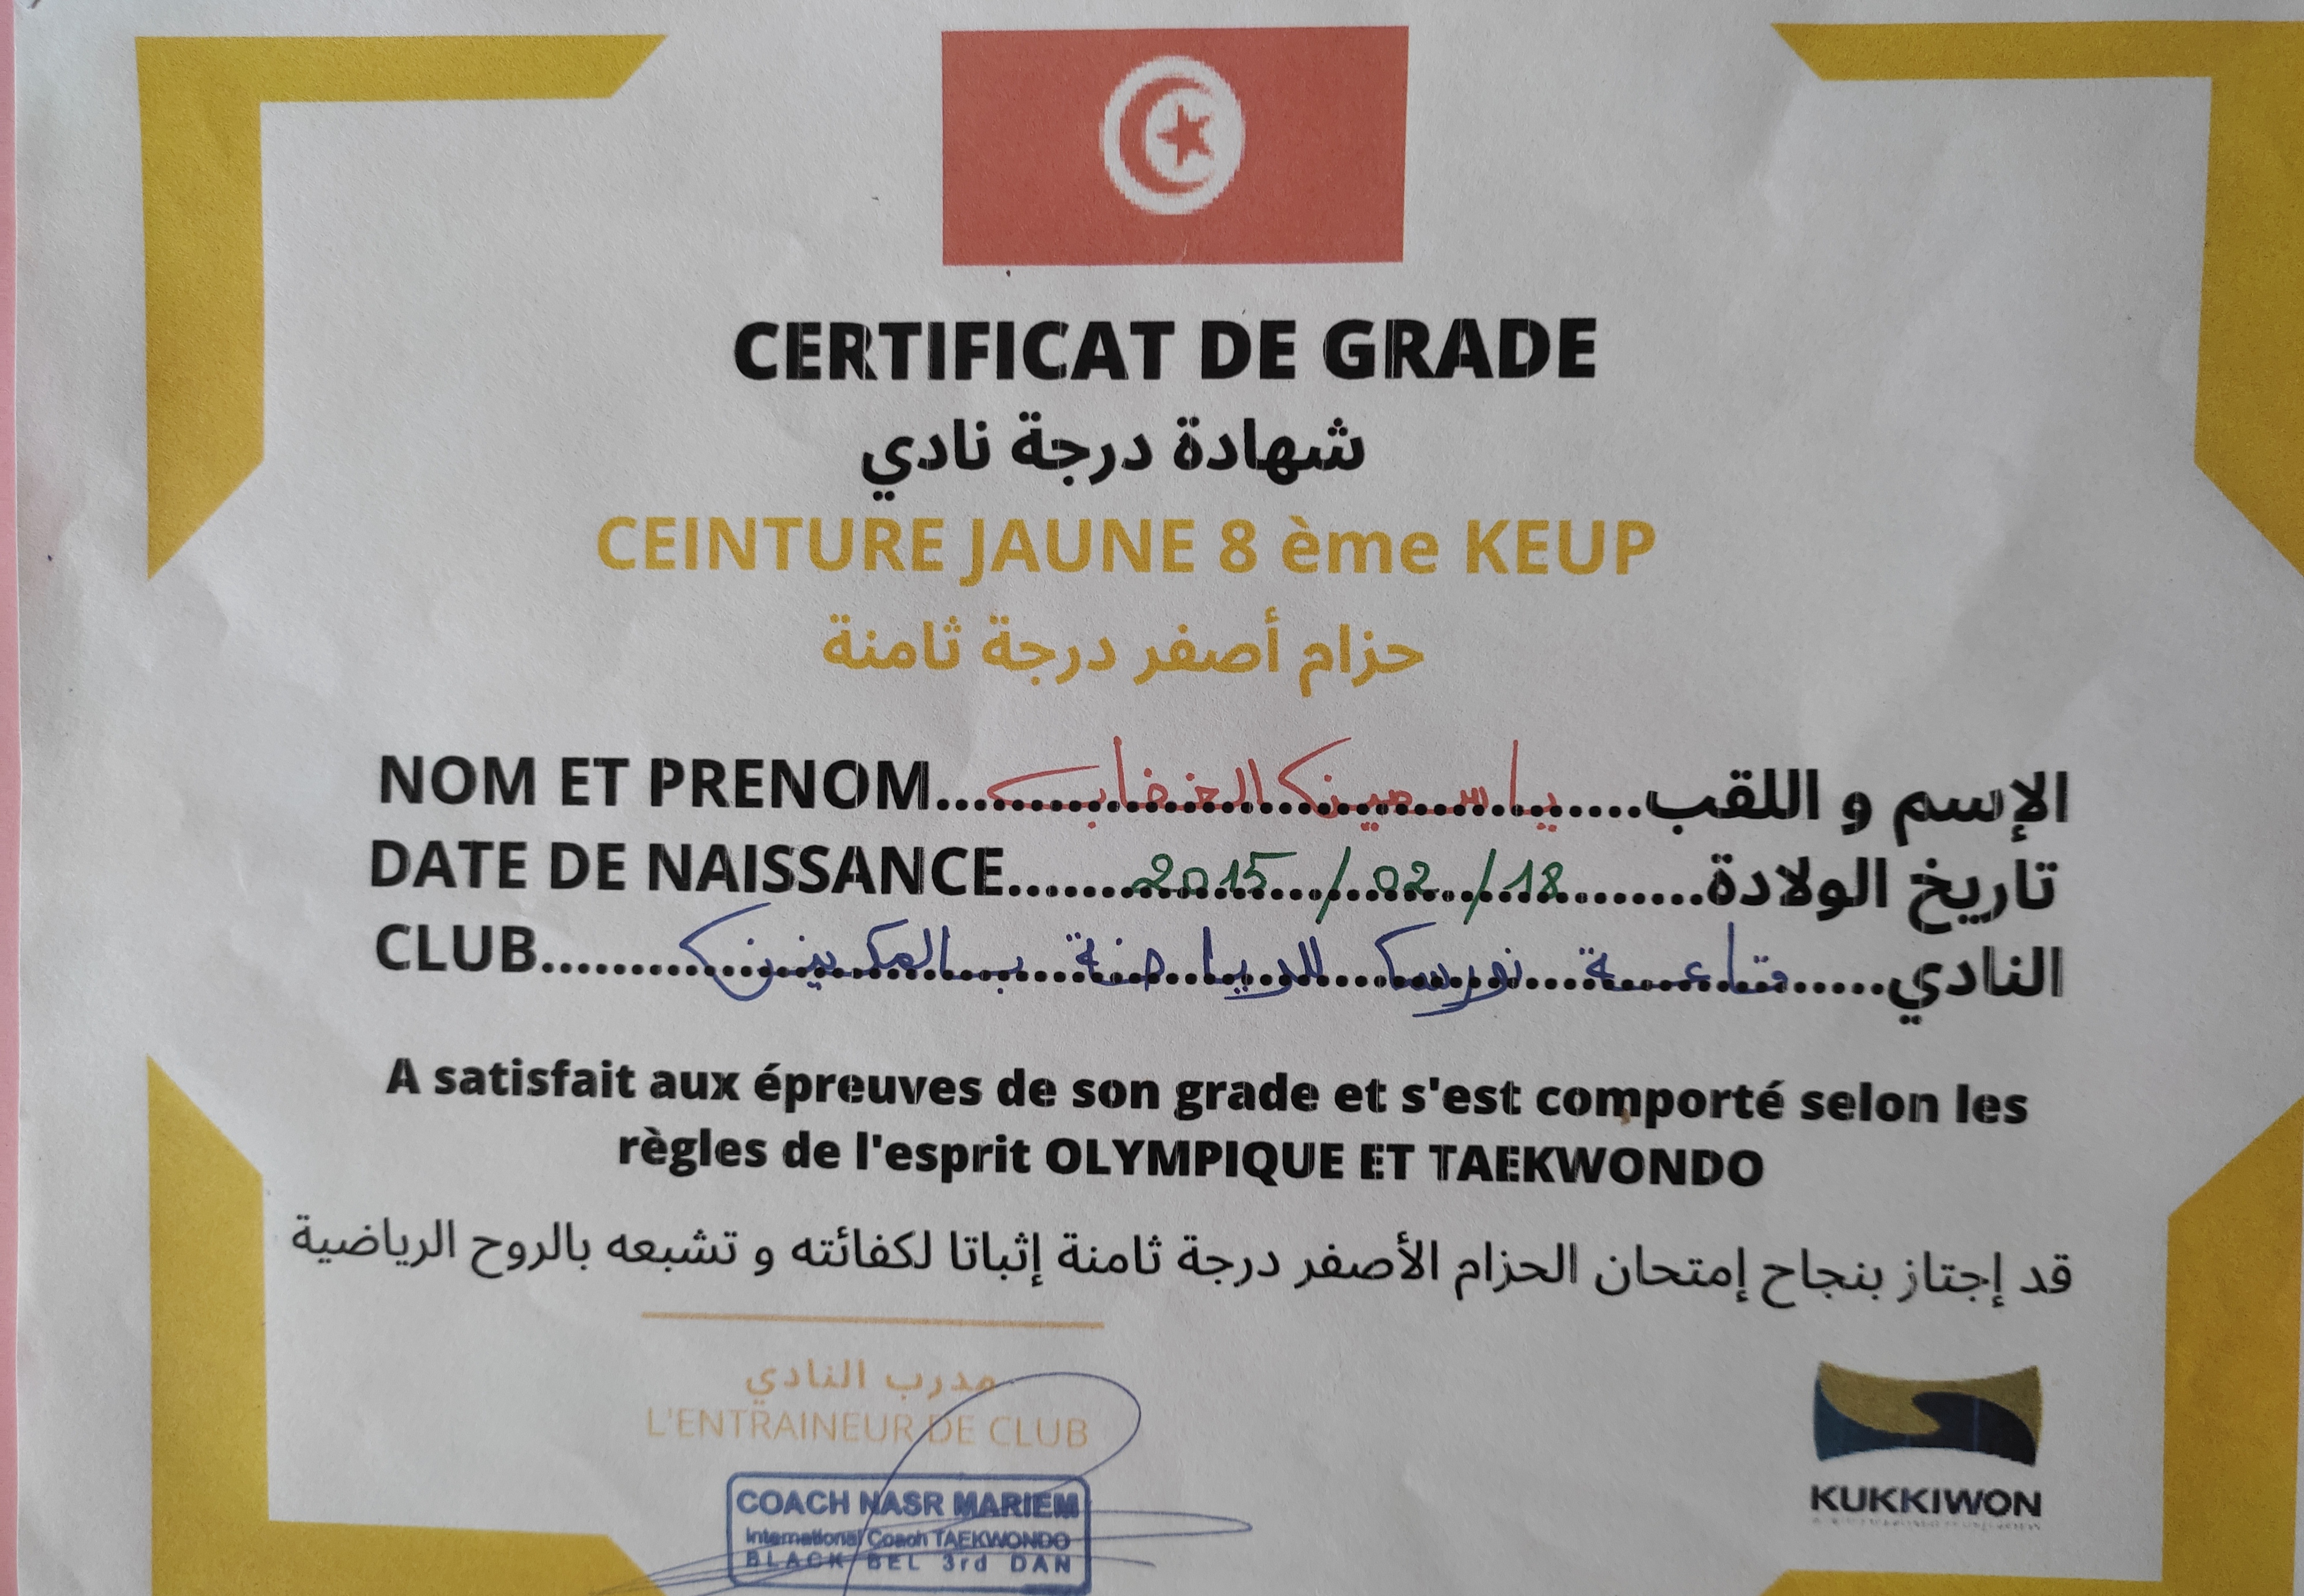 CERTIFICAT DE GRADE
شهادة درجة نادي
CEINTURE JAUNE 8 ème KEUP
حزام أصفر درجة ثامنة
NOM ET PRENOM.....ياسمينة.....الإسم و اللقب
DATE DE NAISSANCE.....2015/02/18.....تاريخ الولادة
CLUB.....قاعة نورس للرياضة بالمكنين.....النادي
A satisfait aux épreuves de son grade et s'est comporté selon les
règles de l'esprit OLYMPIQUE ET TAEKWONDO
قد إجتاز بنجاح إمتحان الحزام الأصفر درجة ثامنة إثباتا لكفائته و تشبعه بالروح الرياضية
مدرب النادي
L'ENTRAINEUR DE CLUB
COACH NASR MARIEM
International Coach TAEKWONDO
BLACK BEL 3rd DAN
KUKKIWON